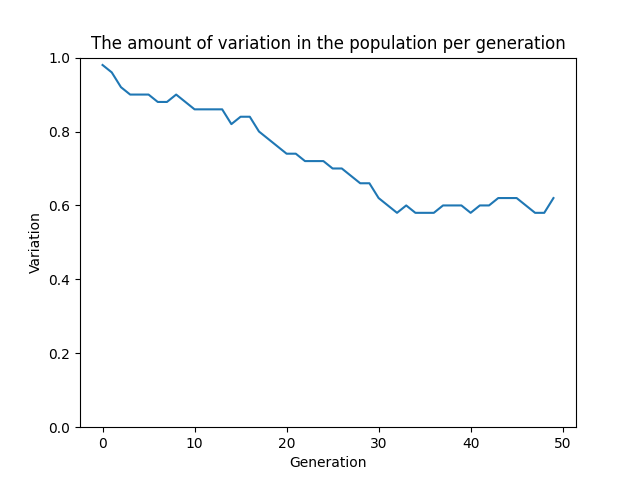 The amount of variation in the population per generation
1.0
0.8
0.6
0.4
0.2
0.0
Variation
0 10 20 30 40 50
Generation